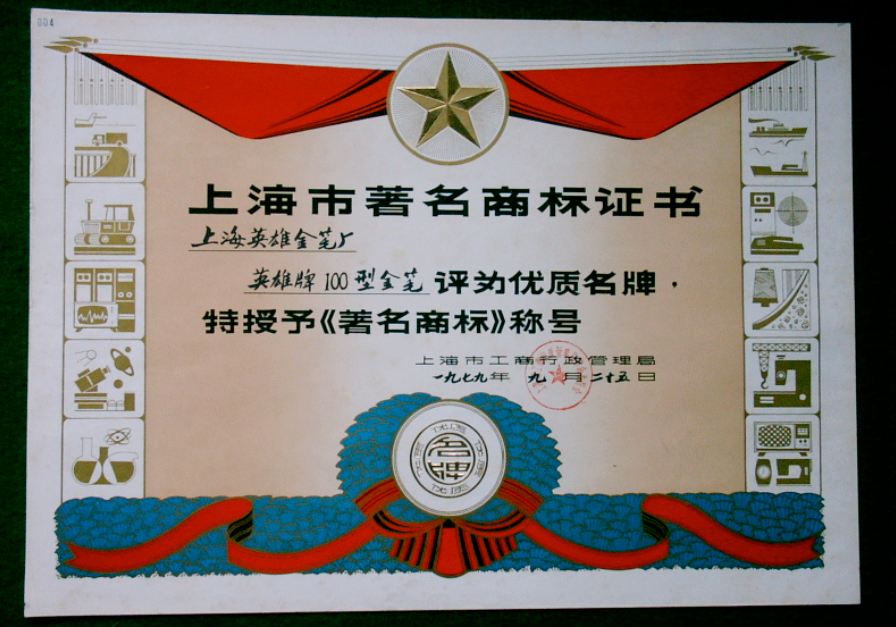 004
上海市著名商标证书
上海英雄金笔厂
英雄牌100型金笔评为优质名牌.
特授予《著名商标》称号
上海市工商行政管理局
一九七九年九月二十五日
名牌